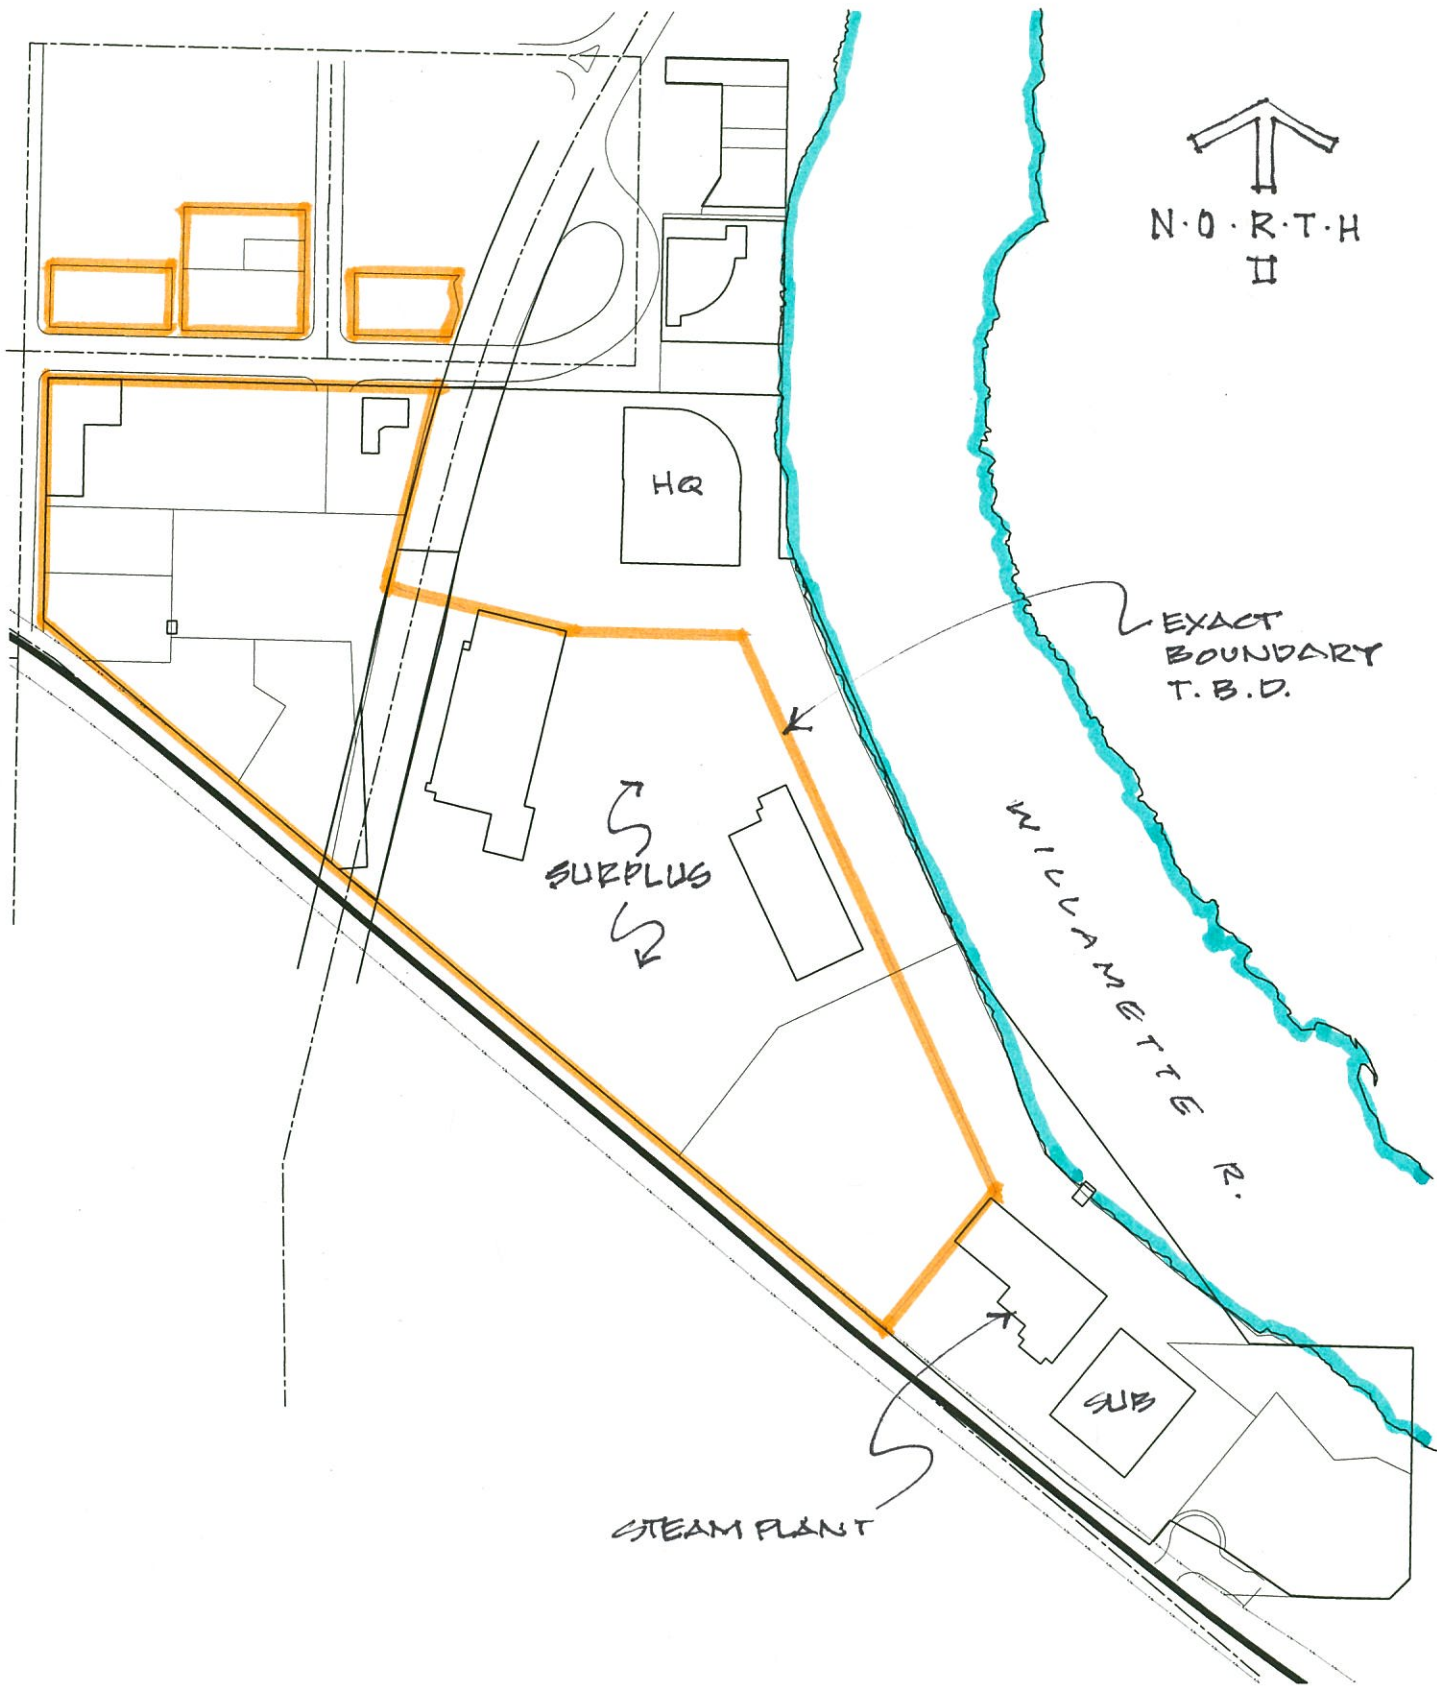 N·O·R·T·H
HQ
EXACT
BOUNDARY
T.B.D.
SURPLUS
WILLAMETTE R.
SUB
STEAM PLANT